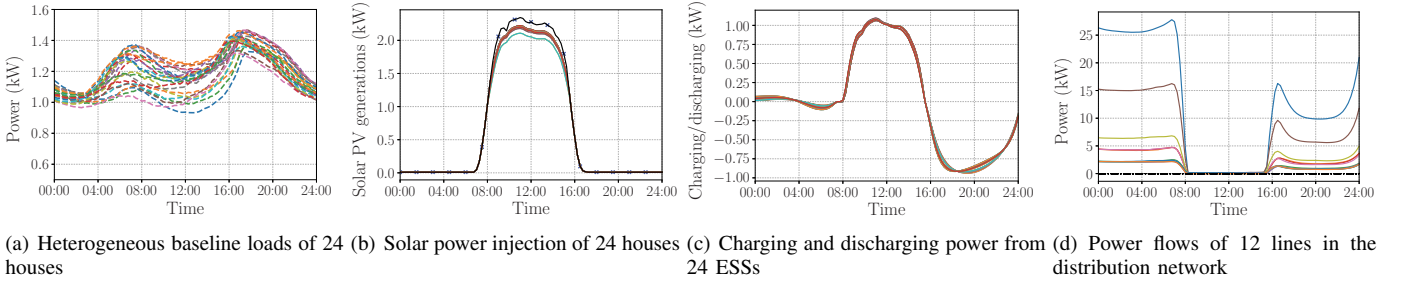 1.6
1.4
1.2
1.0
0.8
0.6
Power (kW)
00:00 04:00 08:00 12:00 16:00 20:00 24:00
Time
2.0
1.5
1.0
0.5
0.0
Solar PV generations (kW)
00:00 04:00 08:00 12:00 16:00 20:00 24:00
Time
1.00
0.75
0.50
0.25
0.00
−0.25
−0.50
−0.75
−1.00
Charging/discharging (kW)
00:00 04:00 08:00 12:00 16:00 20:00 24:00
Time
25
20
15
10
5
0
Power (kW)
00:00 04:00 08:00 12:00 16:00 20:00 24:00
Time
(a) Heterogeneous baseline loads of 24
houses
(b) Solar power injection of 24 houses
(c) Charging and discharging power from
24 ESSs
(d) Power flows of 12 lines in the
distribution network